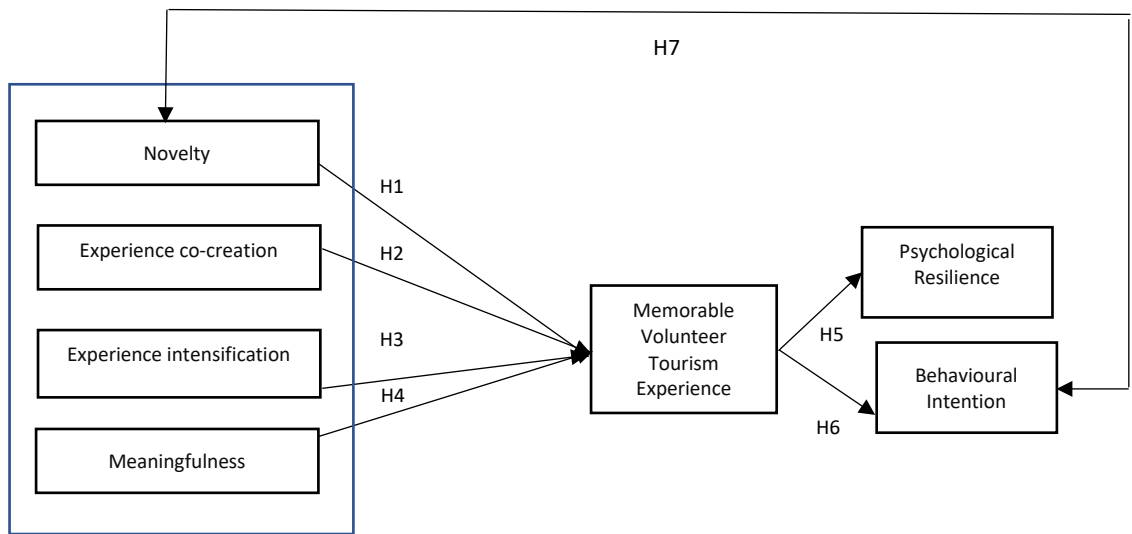 H7
Novelty
H1
Experience co-creation
H2
Experience intensification
H3
H4
Meaningfulness
Memorable
Volunteer
Tourism
Experience
Psychological
Resilience
H5
Behavioural
Intention
H6